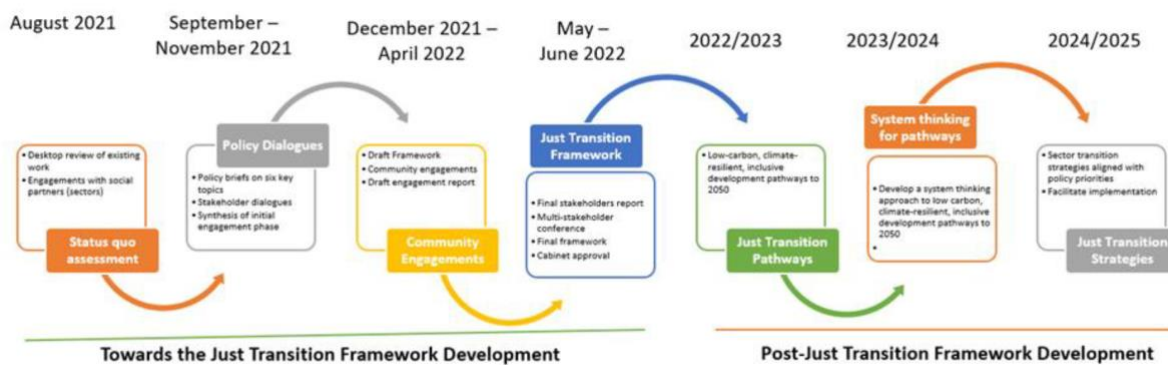 August 2021
September –
November 2021
December 2021 –
April 2022
May –
June 2022
2022/2023
2023/2024
2024/2025
• Desktop review of existing
work
• Engagements with social
partners (sectors)
Status quo
assessment
Policy Dialogues
• Policy briefs on six key
topics
• Stakeholder dialogues
• Synthesis of initial
engagement phase
• Draft Framework
• Community engagements
• Draft engagement report
Community
Engagements
Just Transition
Framework
• Final stakeholders report
• Multi-stakeholder
conference
• Final framework
• Cabinet approval
• Low-carbon, climate-
resilient, inclusive
development pathways to
2050
Just Transition
Pathways
System thinking
for pathways
• Develop a system thinking
approach to low carbon,
climate-resilient, inclusive
development pathways to
2050
•
• Sector transition
strategies aligned with
policy priorities
• Facilitate implementation
Just Transition
Strategies
Towards the Just Transition Framework Development
Post-Just Transition Framework Development